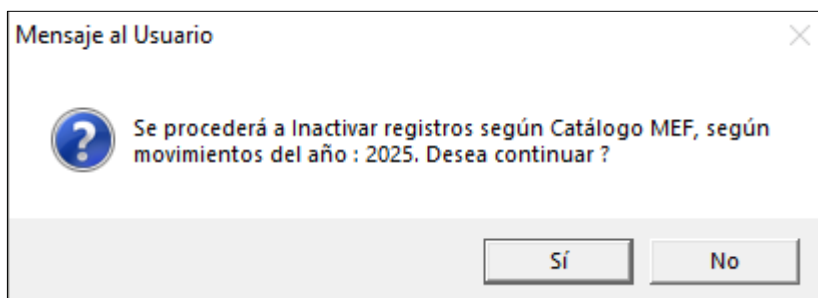 Mensaje al Usuario
Se procederá a Inactivar registros según Catálogo MEF, según
movimientos del año : 2025. Desea continuar ?
Sí
No